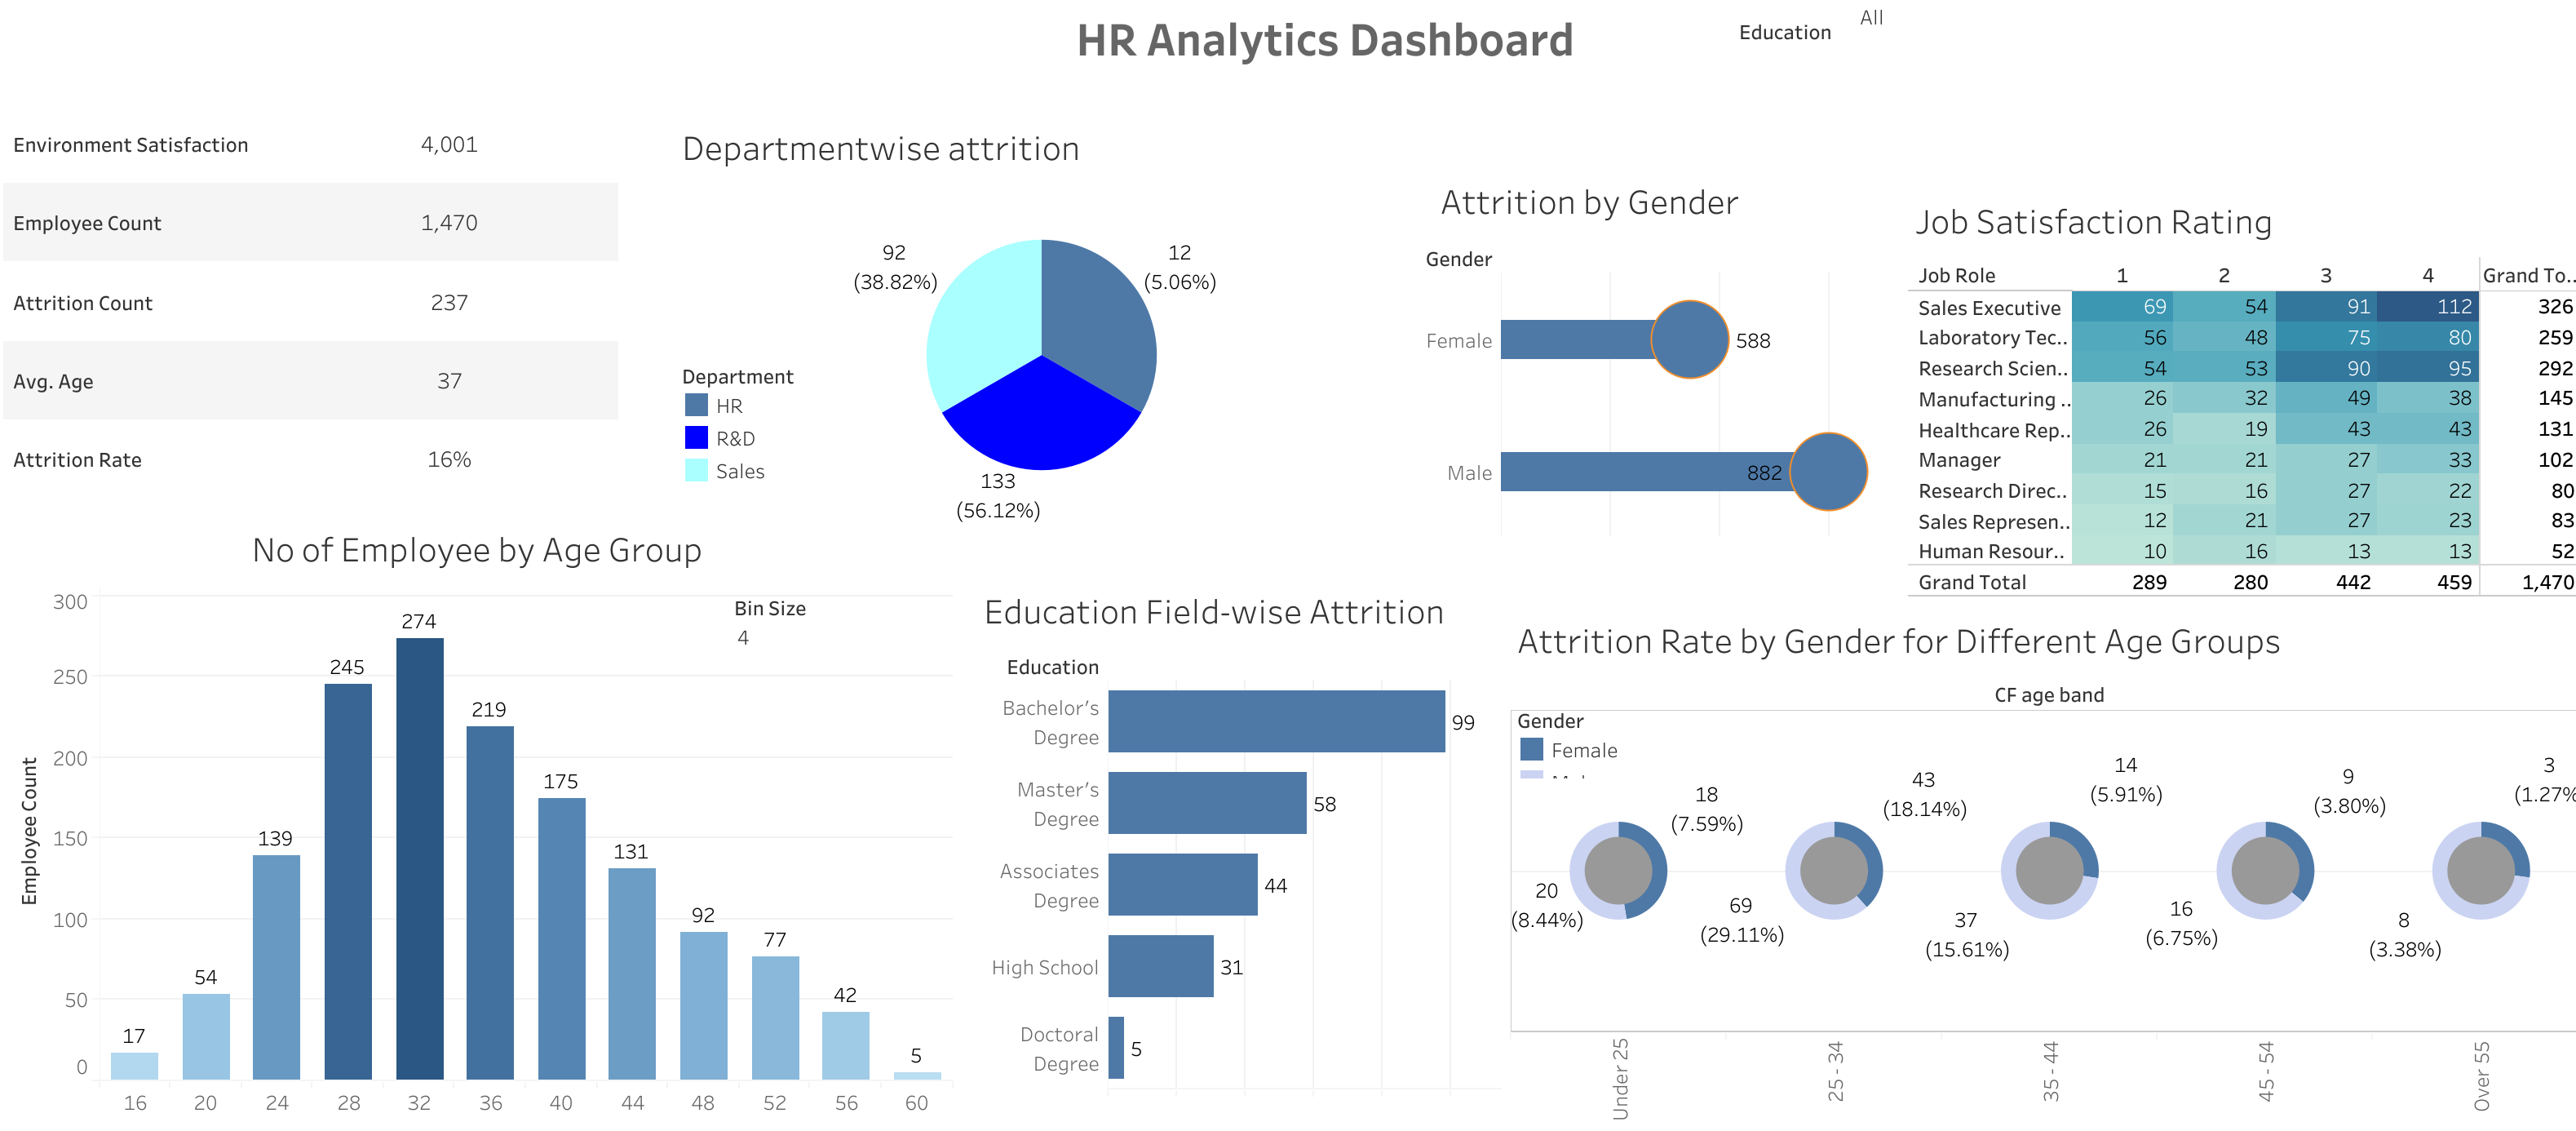 HR Analytics Dashboard
Education
All
Environment Satisfaction 4,001
Employee Count 1,470
Attrition Count 237
Avg. Age 37
Attrition Rate 16%
Departmentwise attrition
92
(38.82%)
12
(5.06%)
133
(56.12%)
Department
HR
R&D
Sales
Attrition by Gender
Gender
Female 588
Male 882
Job Satisfaction Rating
Job Role 1 2 3 4 Grand To..
Sales Executive 69 54 91 112 326
Laboratory Tec.. 56 48 75 80 259
Research Scien.. 54 53 90 95 292
Manufacturing .. 26 32 49 38 145
Healthcare Rep.. 26 19 43 43 131
Manager 21 21 27 33 102
Research Direc.. 15 16 27 22 80
Sales Represen.. 12 21 27 23 83
Human Resour.. 10 16 13 13 52
Grand Total 289 280 442 459 1,470
No of Employee by Age Group
Bin Size
4
Employee Count
300
250
200
150
100
50
0
17 54 139 245 274 219 175 131 92 77 42 5
16 20 24 28 32 36 40 44 48 52 56 60
Education Field-wise Attrition
Education
Bachelor's
Degree
99
Master's
Degree
58
Associates
Degree
44
High School 31
Doctoral
Degree
5
Attrition Rate by Gender for Different Age Groups
CF age band
Gender
Female
18
(7.59%)
20
(8.44%)
43
(18.14%)
69
(29.11%)
14
(5.91%)
37
(15.61%)
9
(3.80%)
16
(6.75%)
3
(1.27%
8
(3.38%)
Under 25
25 - 34
35 - 44
45 - 54
Over 55